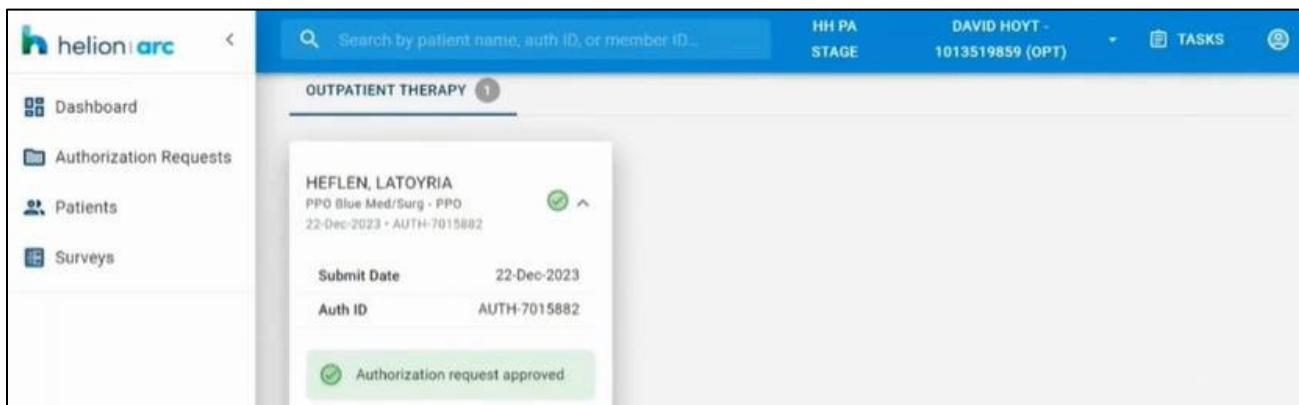 helion arc <
Search by patient name, auth ID, or member ID...
HH PA
STAGE
DAVID HOYT -
1013519859 (OPT)
TASKS
Dashboard
Authorization Requests
Patients
Surveys
OUTPATIENT THERAPY 1
HEFLEN, LATOYRIA
PPO Blue Med/Surg - PPO
22-Dec-2023 • AUTH-7015882
Submit Date 22-Dec-2023
Auth ID AUTH-7015882
Authorization request approved